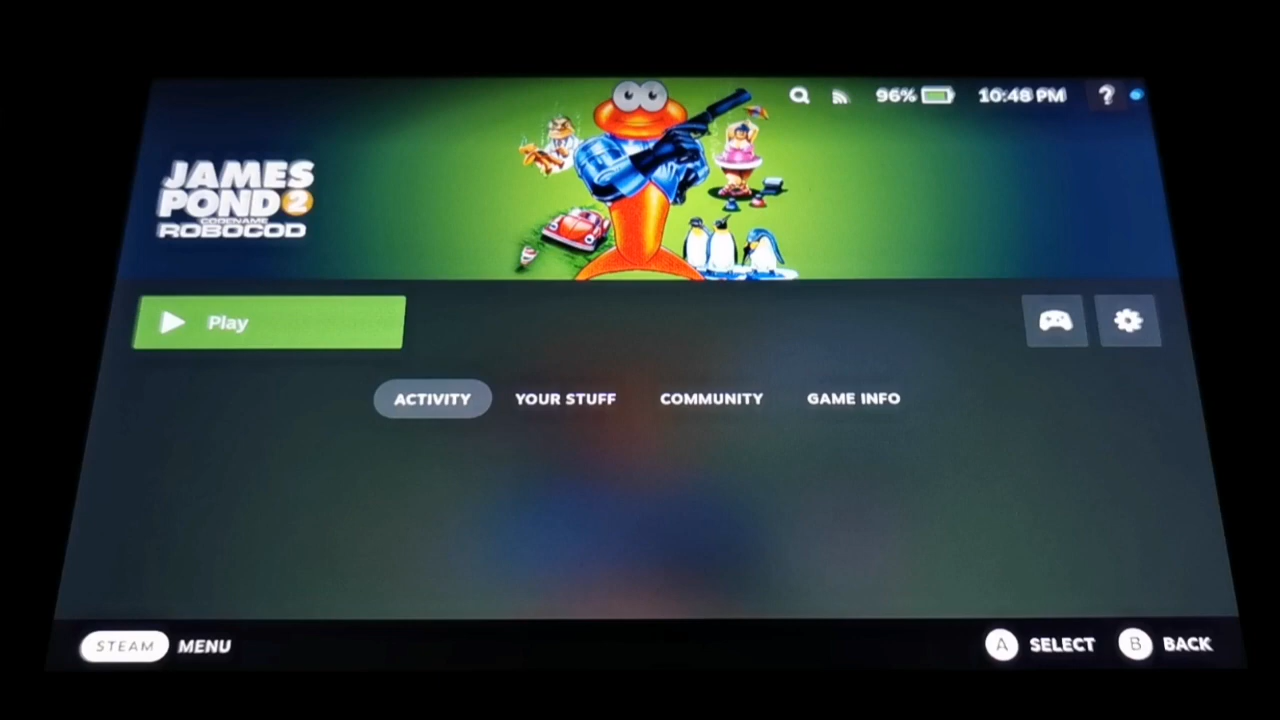 96% 10:48 PM ?
JAMES
POND 2
CODENAME
ROBOCOD
Play
ACTIVITY YOUR STUFF COMMUNITY GAME INFO
STEAM MENU A SELECT B BACK